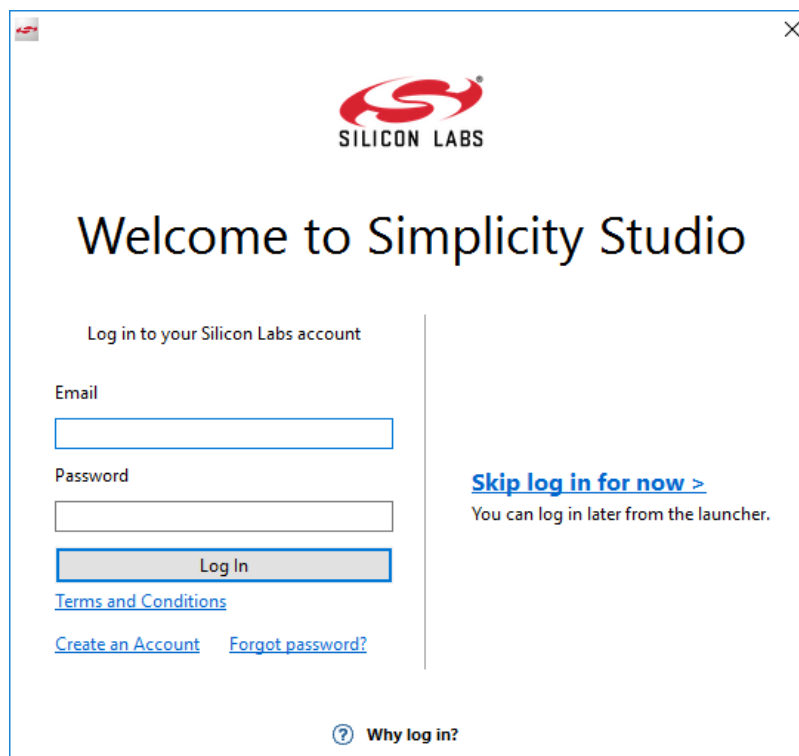 SILICON LABS
Welcome to Simplicity Studio
Log in to your Silicon Labs account
Email
Password
Log In
Terms and Conditions
Create an Account Forgot password?
Skip log in for now >
You can log in later from the launcher.
? Why log in?